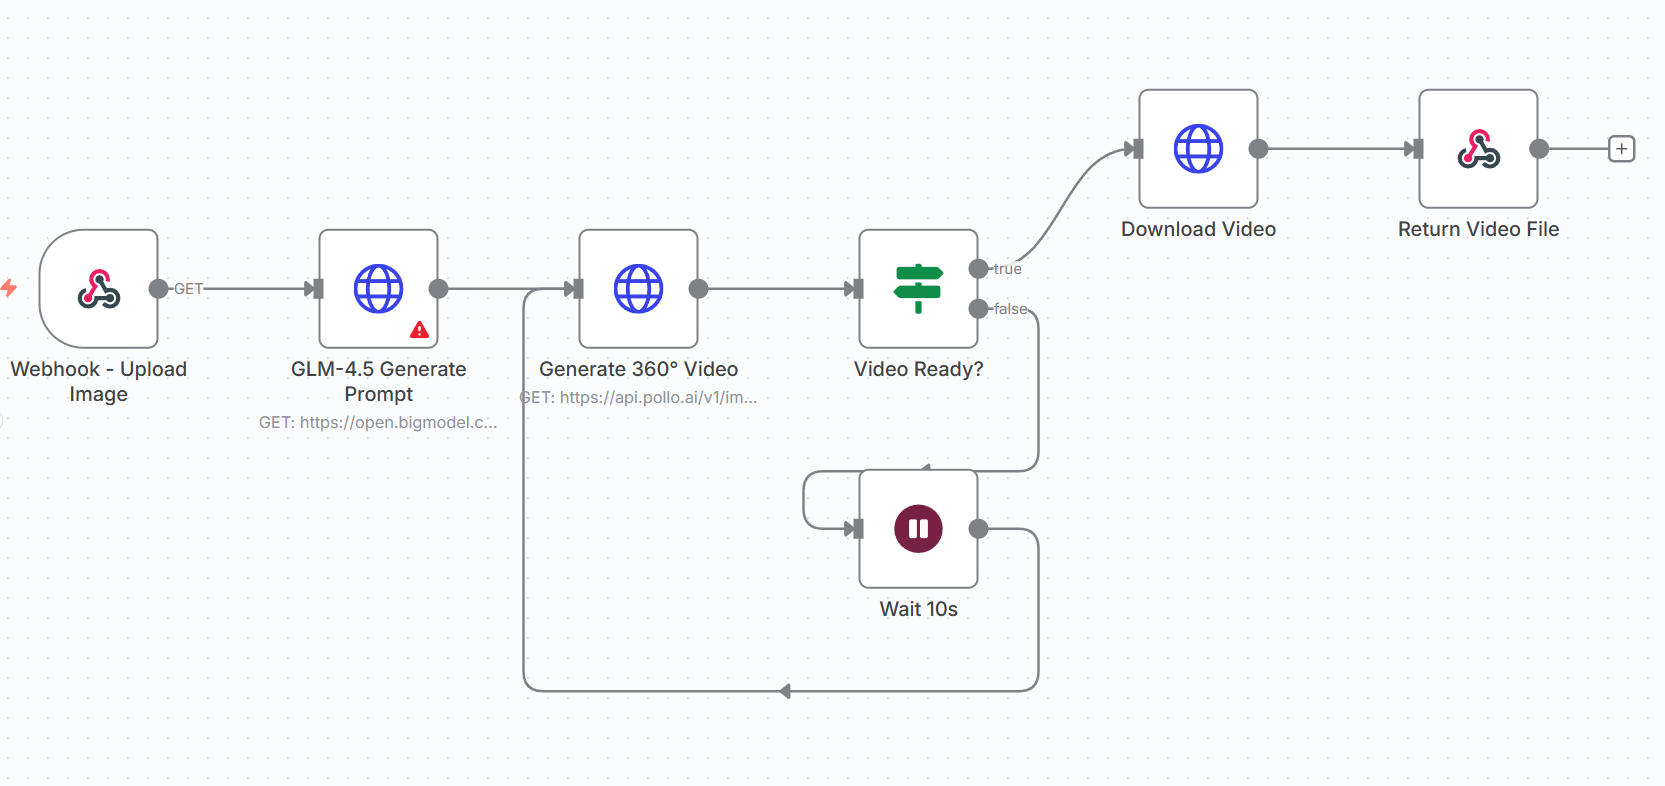 Download Video
Return Video File
GET
true
false
Webhook - Upload
Image
GLM-4.5 Generate
Prompt
GET: https://open.bigmodel.c...
Generate 360° Video
GET: https://api.pollo.ai/v1/im...
Video Ready?
Wait 10s